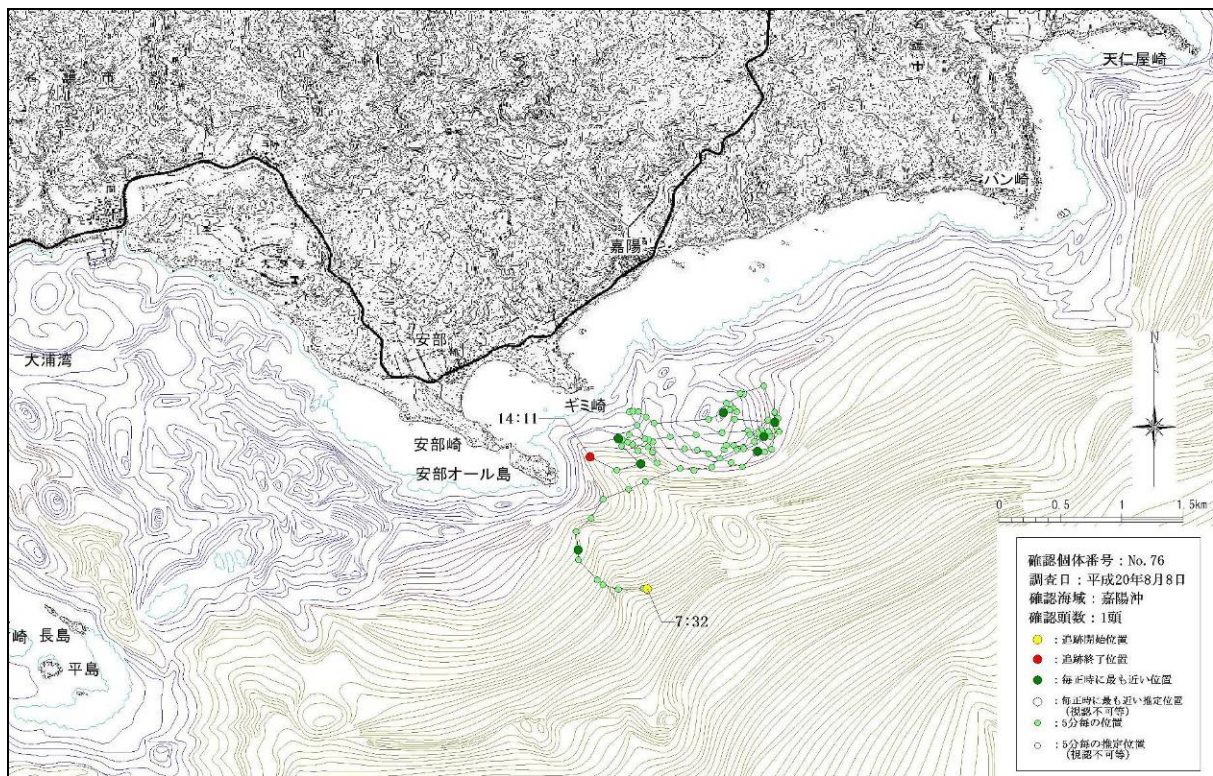 天仁屋崎
バン崎
嘉陽
安部
大浦湾
ギミ崎
14:11
安部崎
安部オール島
N
0 0.5 1 1.5km
7:32
長島
崎
平島
確認個体番号：No.76
調査日：平成20年8月8日
確認海域：嘉陽沖
確認頭数：1頭
：追跡開始位置
：追跡終了位置
：毎正時に最も近い位置
：毎正時に最も近い推定位置
(視認不可等)
：5分毎の位置
：5分毎の推定位置
(視認不可等)